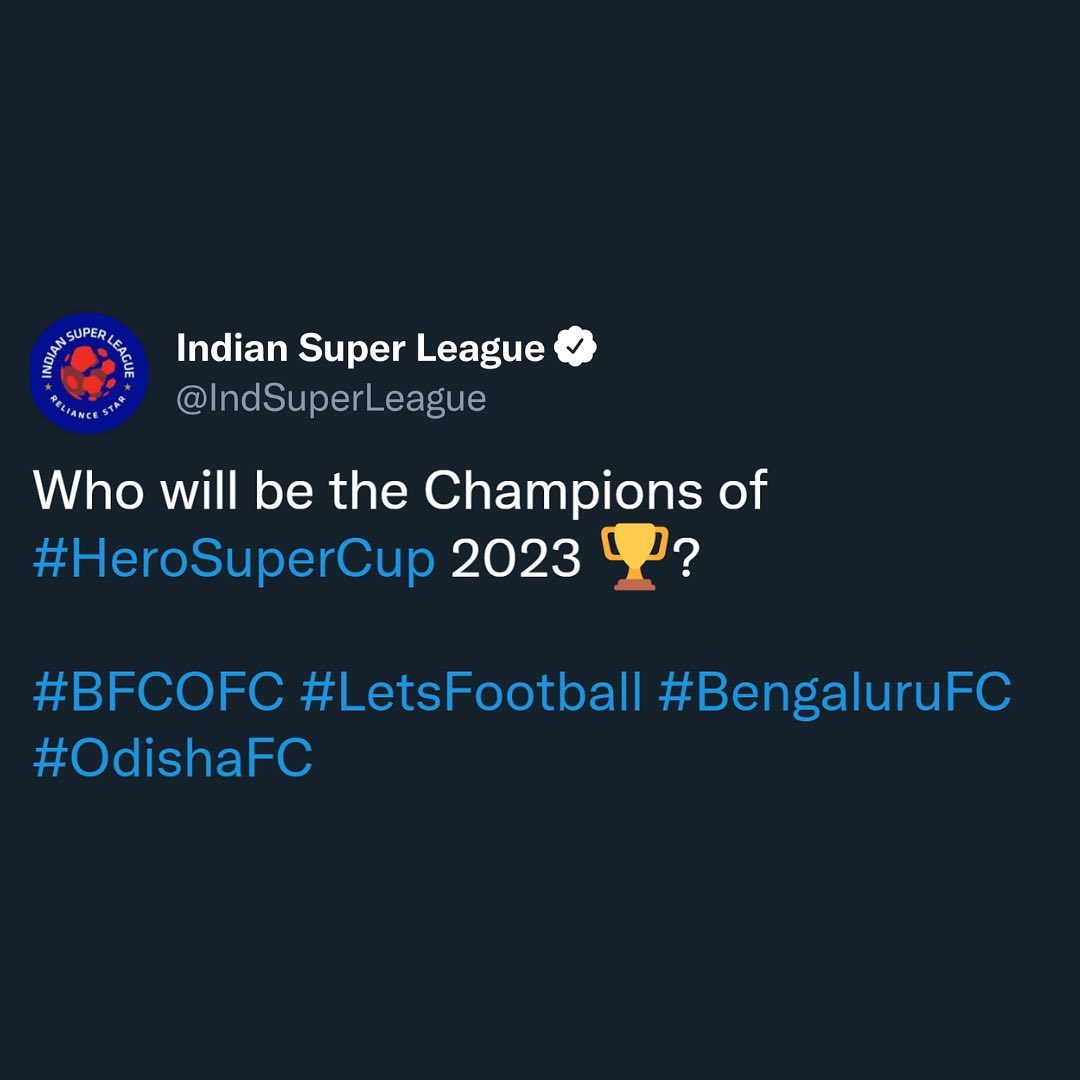 INDIAN SUPER LEAGUE
RELIANCE STAR
Indian Super League
@IndSuperLeague
Who will be the Champions of
#HeroSuperCup 2023 🏆?
#BFCOFC #LetsFootball #BengaluruFC
#OdishaFC